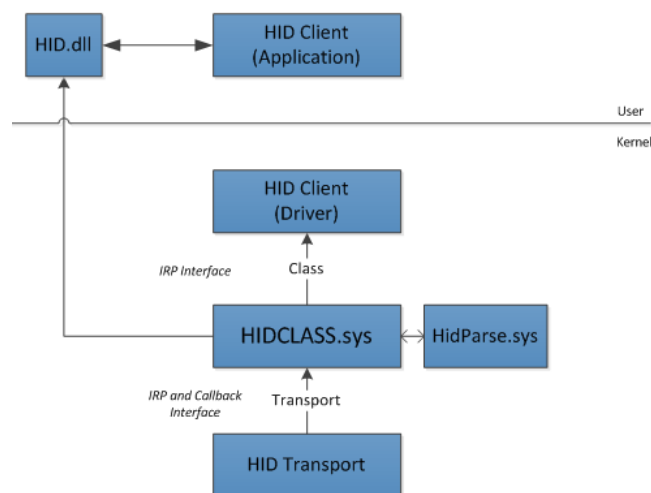 HID.dll
HID Client
(Application)
User
Kernel
HID Client
(Driver)
IRP Interface
Class
HIDCLASS.sys
HidParse.sys
IRP and Callback
Interface
Transport
HID Transport